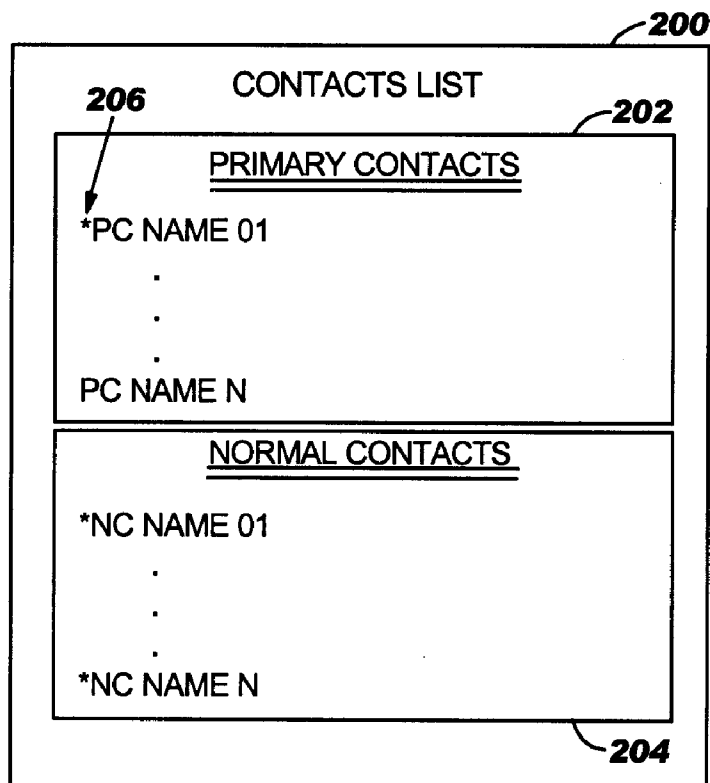 200
CONTACTS LIST
206
202
PRIMARY CONTACTS
*PC NAME 01
.
.
.
PC NAME N
NORMAL CONTACTS
*NC NAME 01
.
.
.
*NC NAME N
204